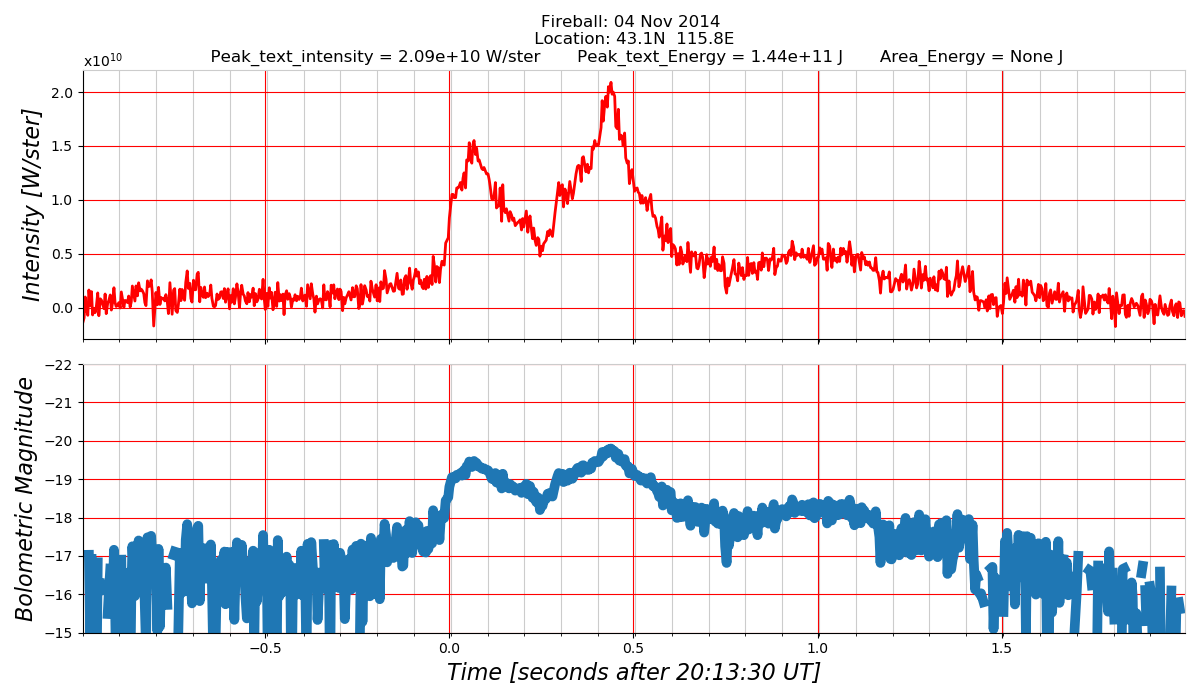 Fireball: 04 Nov 2014
Location: 43.1N  115.8E
Peak_text_intensity = 2.09e+10 W/ster       Peak_text_Energy = 1.44e+11 J       Area_Energy = None J
x10¹⁰
2.0
1.5
1.0
0.5
0.0
Intensity [W/ster]
−22
−21
−20
−19
−18
−17
−16
−15
Bolometric Magnitude
−0.5 0.0 0.5 1.0 1.5
Time [seconds after 20:13:30 UT]